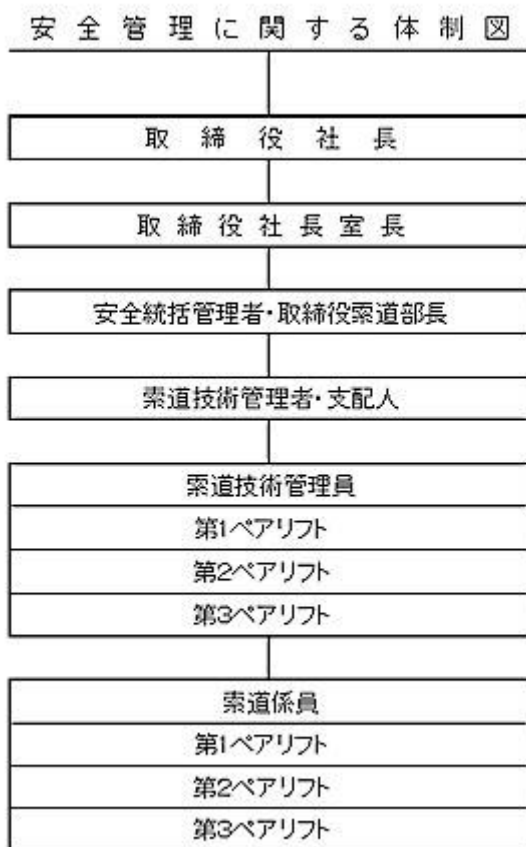 安全管理に関する体制図
取締役社長
取締役社長室長
安全統括管理者・取締役索道部長
索道技術管理者・支配人
索道技術管理員
第1ペアリフト
第2ペアリフト
第3ペアリフト
索道係員
第1ペアリフト
第2ペアリフト
第3ペアリフト